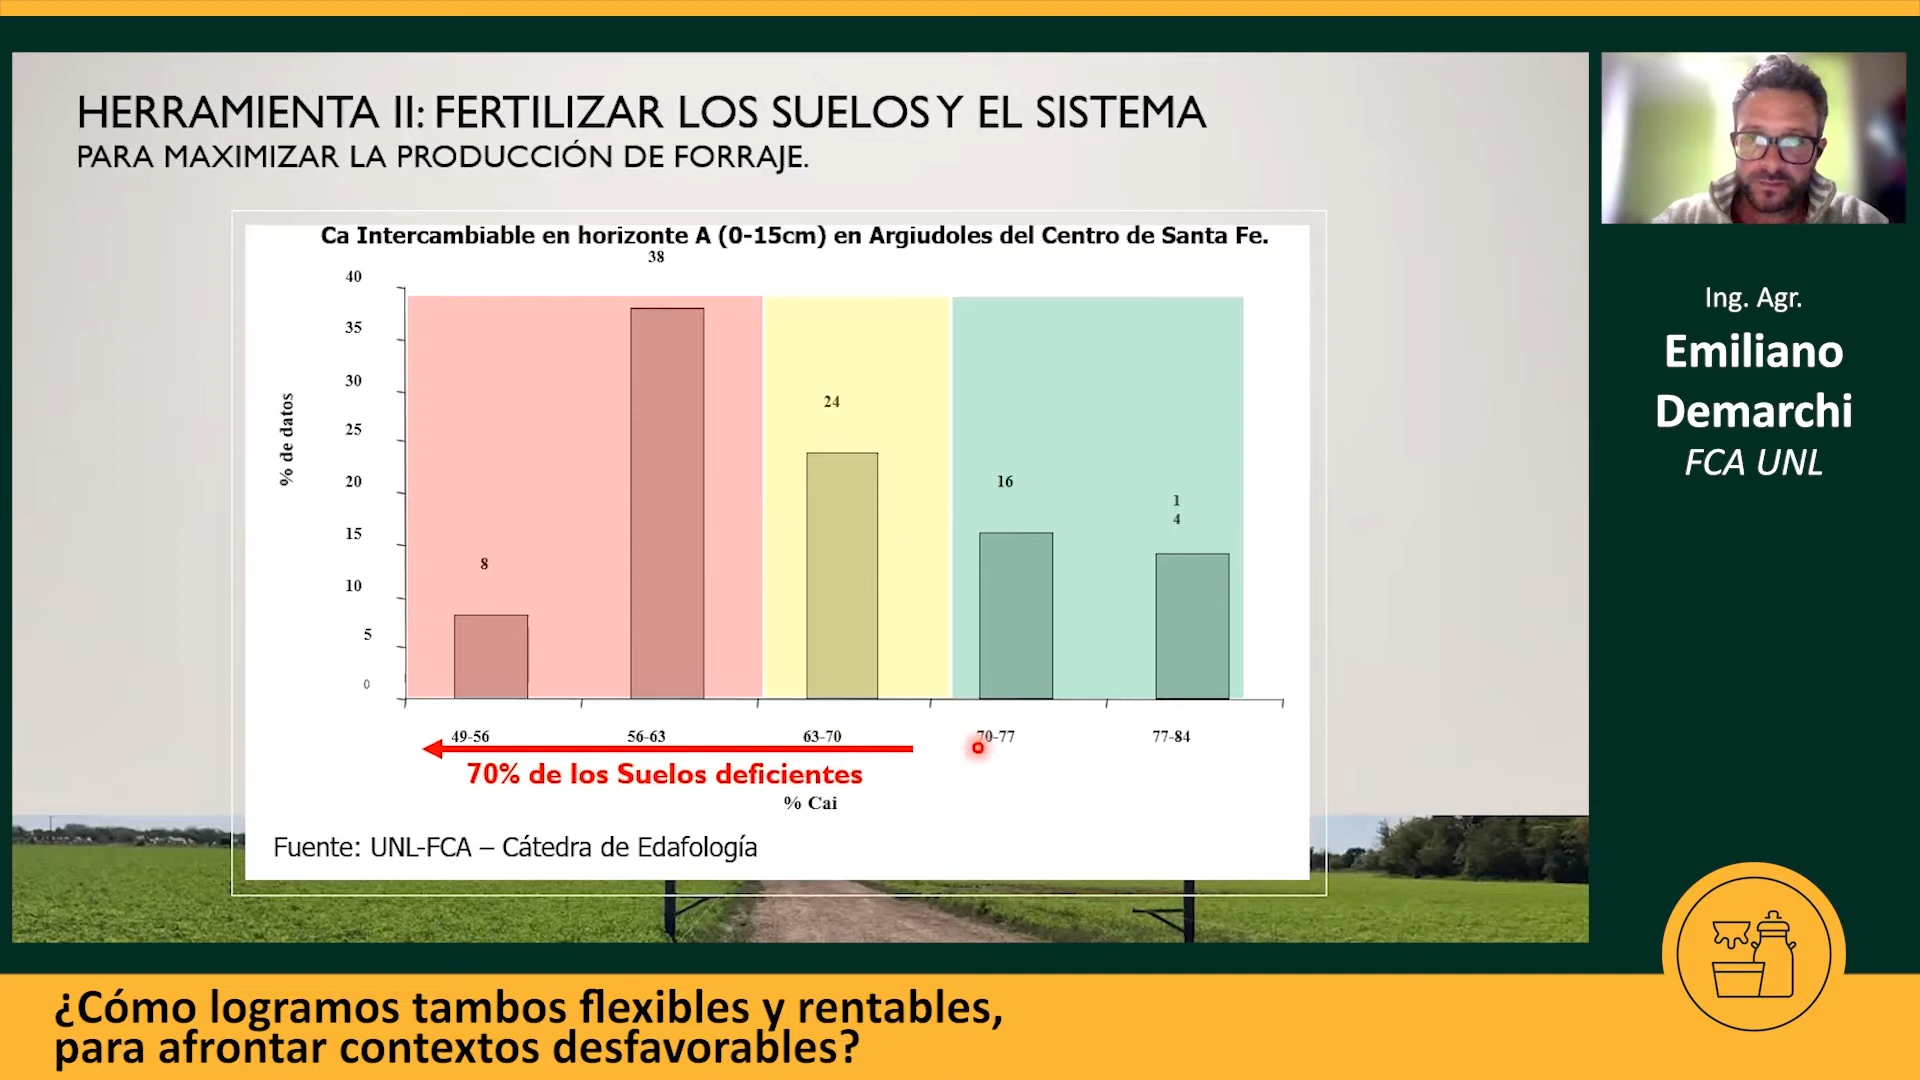 HERRAMIENTA II: FERTILIZAR LOS SUELOS Y EL SISTEMA
PARA MAXIMIZAR LA PRODUCCIÓN DE FORRAJE.
Ca Intercambiable en horizonte A (0-15cm) en Argiudoles del Centro de Santa Fe.
38
40
35
30
25
20
15
10
5
0
% de datos
8
24
16
1
4
49-56
56-63
63-70
70-77
77-84
70% de los Suelos deficientes
% Cai
Fuente: UNL-FCA – Cátedra de Edafología
Ing. Agr.
Emiliano
Demarchi
FCA UNL
¿Cómo logramos tambos flexibles y rentables,
para afrontar contextos desfavorables?